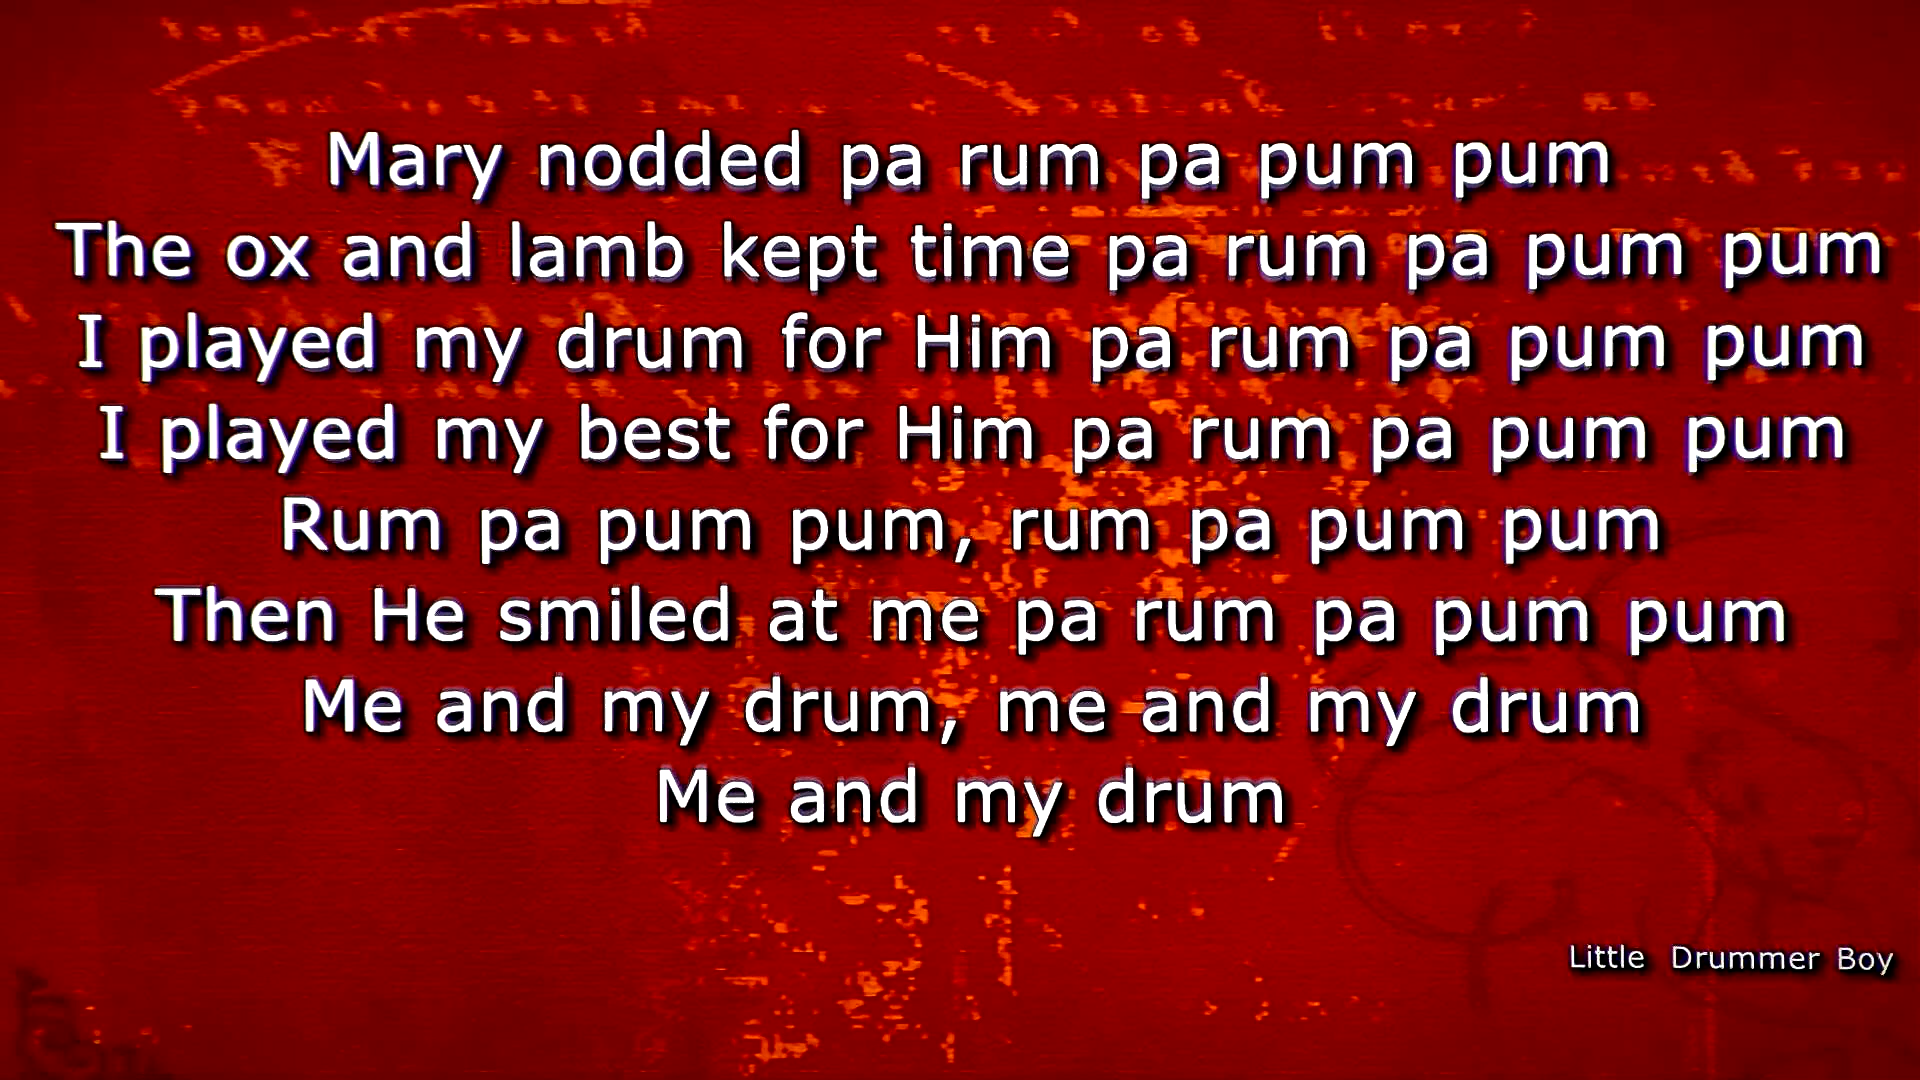 Mary nodded pa rum pa pum pum
The ox and lamb kept time pa rum pa pum pum
I played my drum for Him pa rum pa pum pum
I played my best for Him pa rum pa pum pum
Rum pa pum pum, rum pa pum pum
Then He smiled at me pa rum pa pum pum
Me and my drum, me and my drum
Me and my drum
Little Drummer Boy